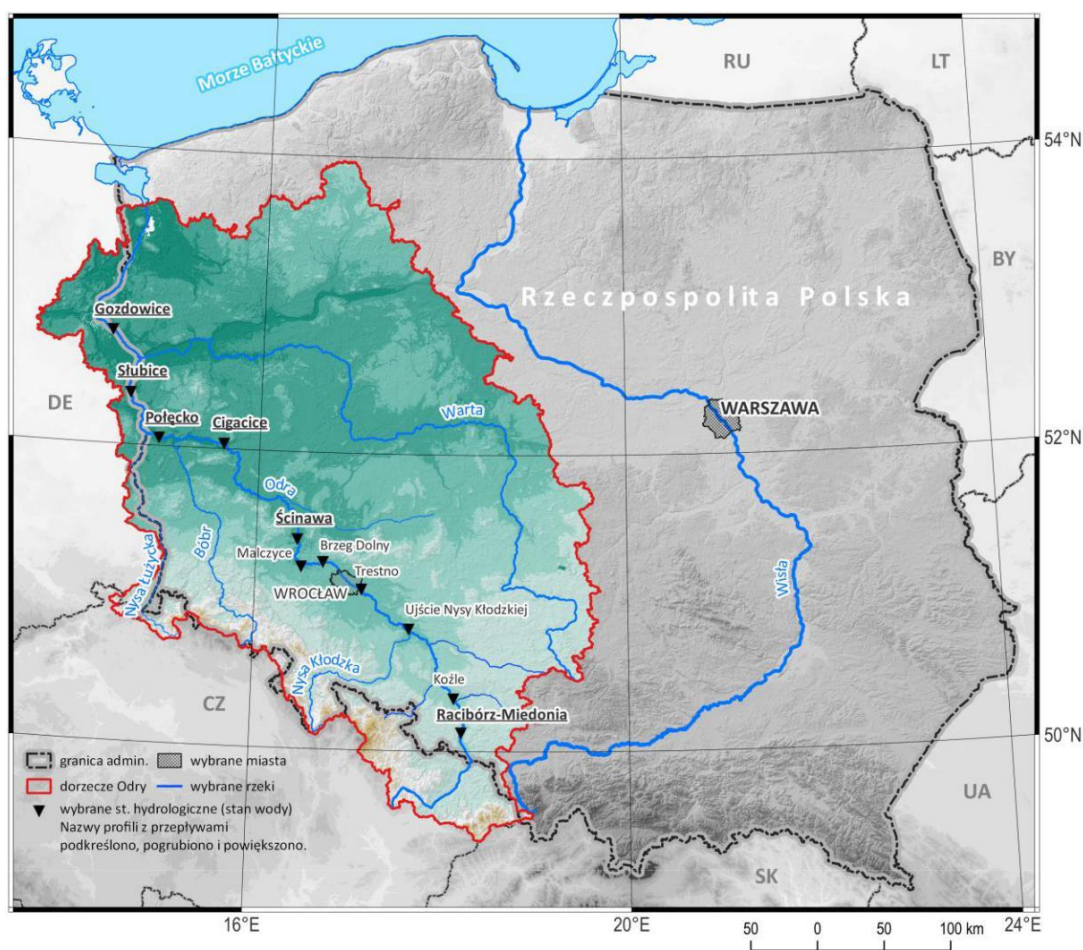 RU
LT
Morze Bałtyckie
54°N
BY
Rzeczpospolita Polska
Gozdowice
Słubice
DE
WARSZAWA
Warta
Połęcko
Cigacice
52°N
Odra
Ścinawa
Bóbr
Malczyce
Brzeg Dolny
Trestno
WROCŁAW
Wisła
Nysa Łużycka
Ujście Nysy Kłodzkiej
Nysa Kłodzka
Koźle
CZ
Racibórz-Miedonia
50°N
granica admin.
wybrane miasta
dorzecze Odry
wybrane rzeki
wybrane st. hydrologiczne (stan wody)
Nazwy profili z przepływami
podkreślono, pogrubiono i powiększono.
UA
SK
16°E
20°E
24°E
50 0 50 100 km